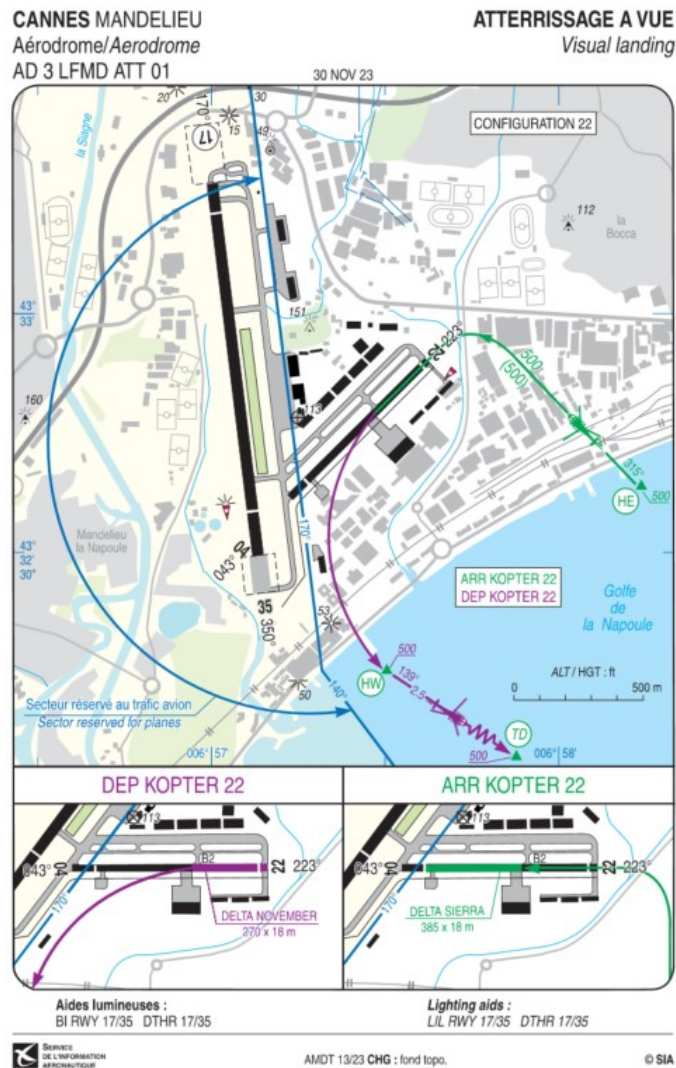 CANNES MANDELIEU
Aérodrome/Aerodrome
AD 3 LFMD ATT 01
ATTERRISSAGE A VUE
Visual landing
30 NOV 23
CONFIGURATION 22
la Siagne
20
170°
30
15
49
17
112
la
Bocca
43°
33'
151
22
223°
500
(500)
160
113
315°
HE
500
Mandelieu
la Napoule
43°
32'
30"
170°
04
043°
35
350°
53
ARR KOPTER 22
DEP KOPTER 22
Golfe
de
la Napoule
500
HW
139°
2.5
ALT / HGT : ft
0
500 m
50
140°
Secteur réservé au trafic avion
Sector reserved for planes
TD
500
006° 57'
006° 58'
DEP KOPTER 22
113
043°
04
B2
22
223°
170°
DELTA NOVEMBER
270 x 18 m
ARR KOPTER 22
113
043°
04
B2
22
223°
170°
DELTA SIERRA
385 x 18 m
Aides lumineuses :
BI RWY 17/35 DTHR 17/35
Lighting aids :
LIL RWY 17/35 DTHR 17/35
SERVICE
DE L'INFORMATION
AERONAUTIQUE
AMDT 13/23 CHG : fond topo.
© SIA